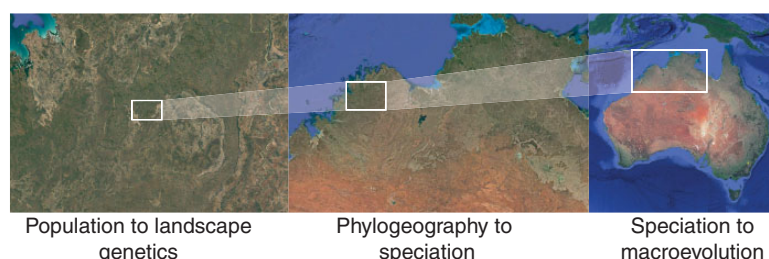 Population to landscape
genetics
Phylogeography to
speciation
Speciation to
macroevolution